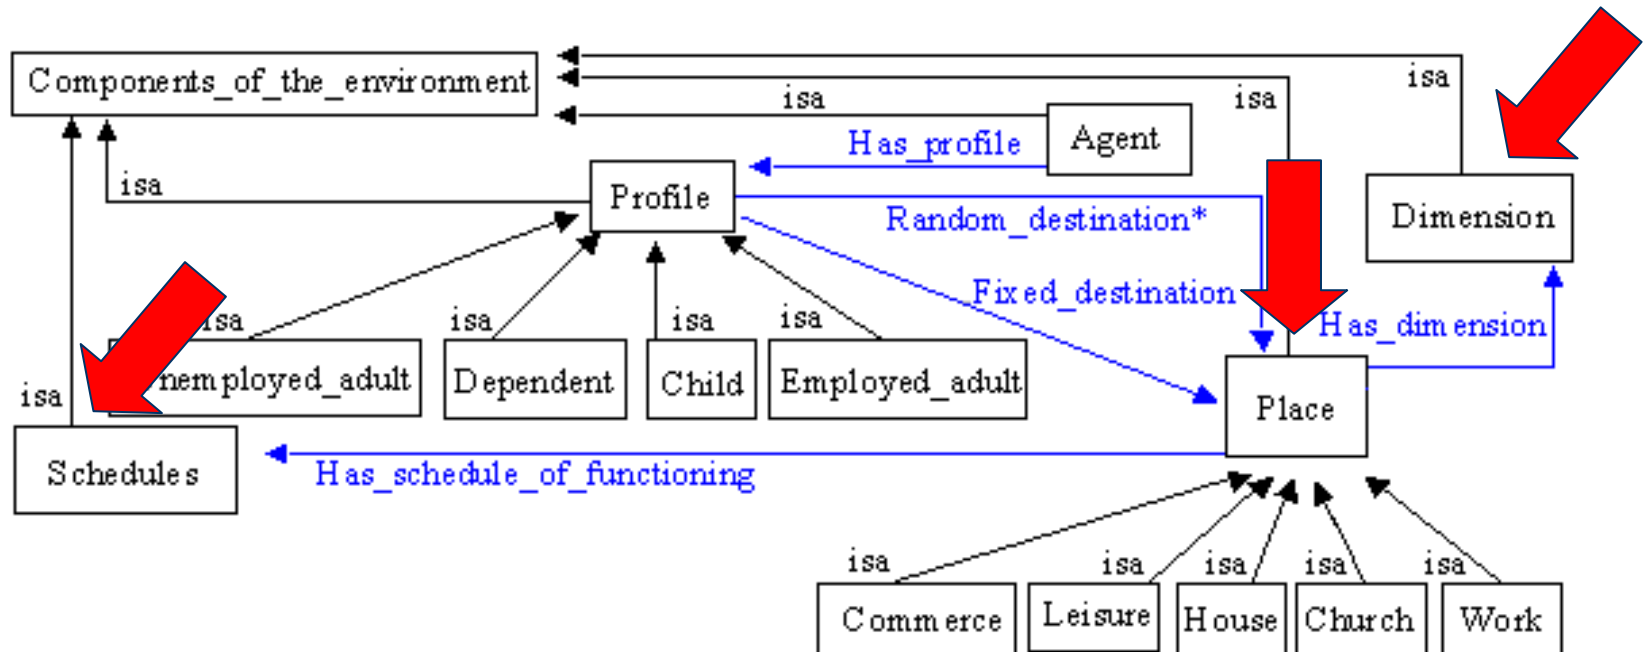 Components_of_the_environment
isa
isa
isa
Agent
Has_profile
isa
Profile
Random_destination*
Dimension
Fixed_destination
Has_dimension
isa
isa
isa
isa
isa
nemployed_adult
Dependent
Child
Employed_adult
Place
Schedules
Has_schedule_of_functioning
isa
isa
isa
isa
isa
Commerce
Leisure
House
Church
Work